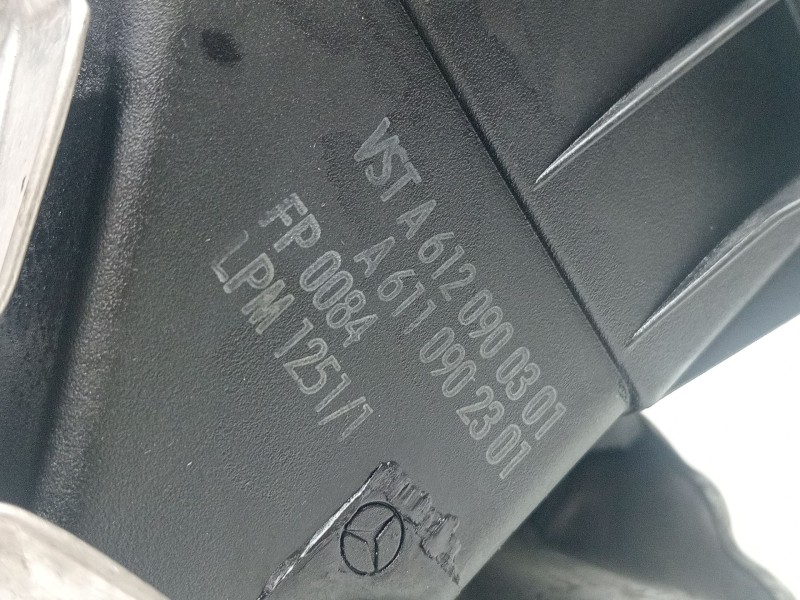 VST A 612 090 03 01
A 611 090 23 01
FP 0084
LPM 1251/1